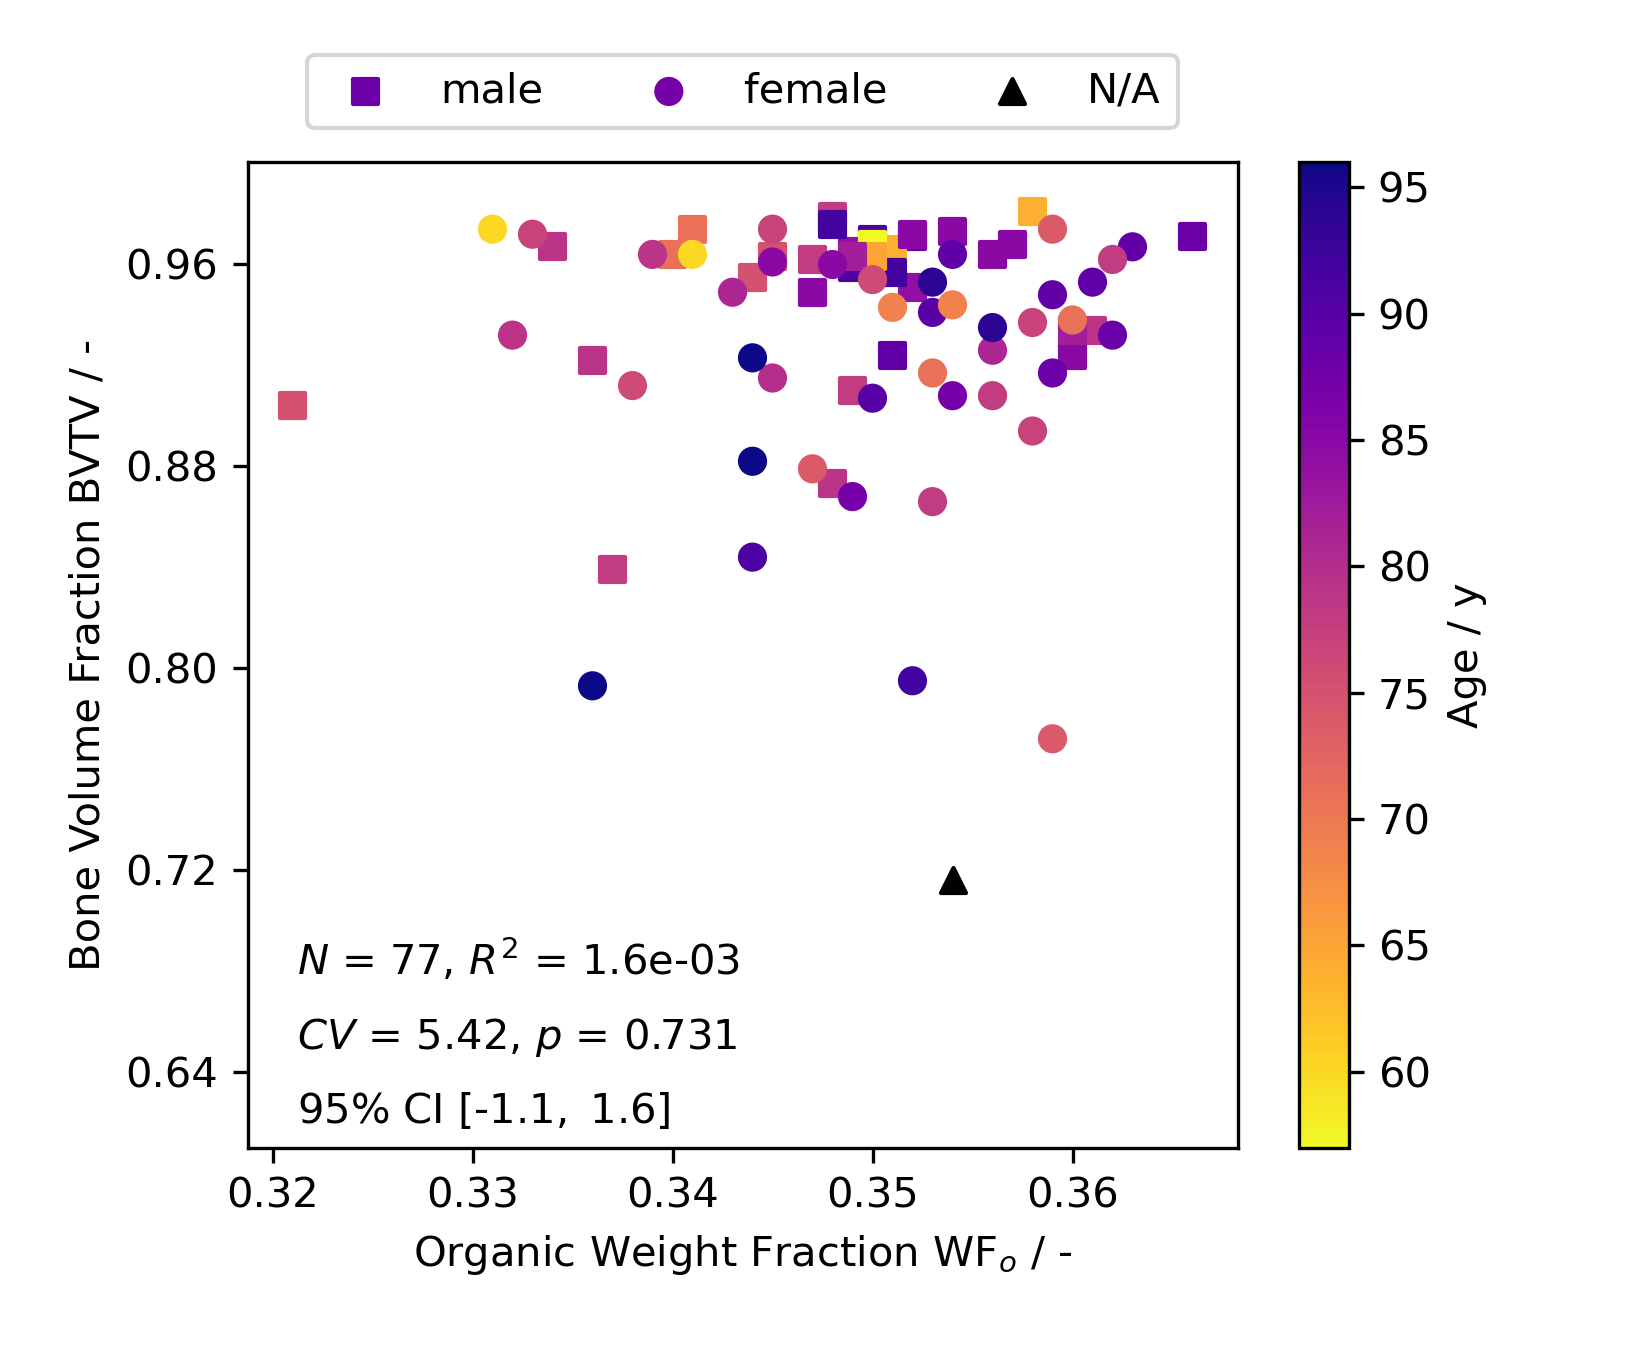 male female N/A
Bone Volume Fraction BVTV / -
0.96
0.88
0.80
0.72
0.64
N = 77, R² = 1.6e-03
CV = 5.42, p = 0.731
95% CI [-1.1, 1.6]
0.32 0.33 0.34 0.35 0.36
Organic Weight Fraction WFₒ / -
95
90
85
80
75
70
65
60
Age / y